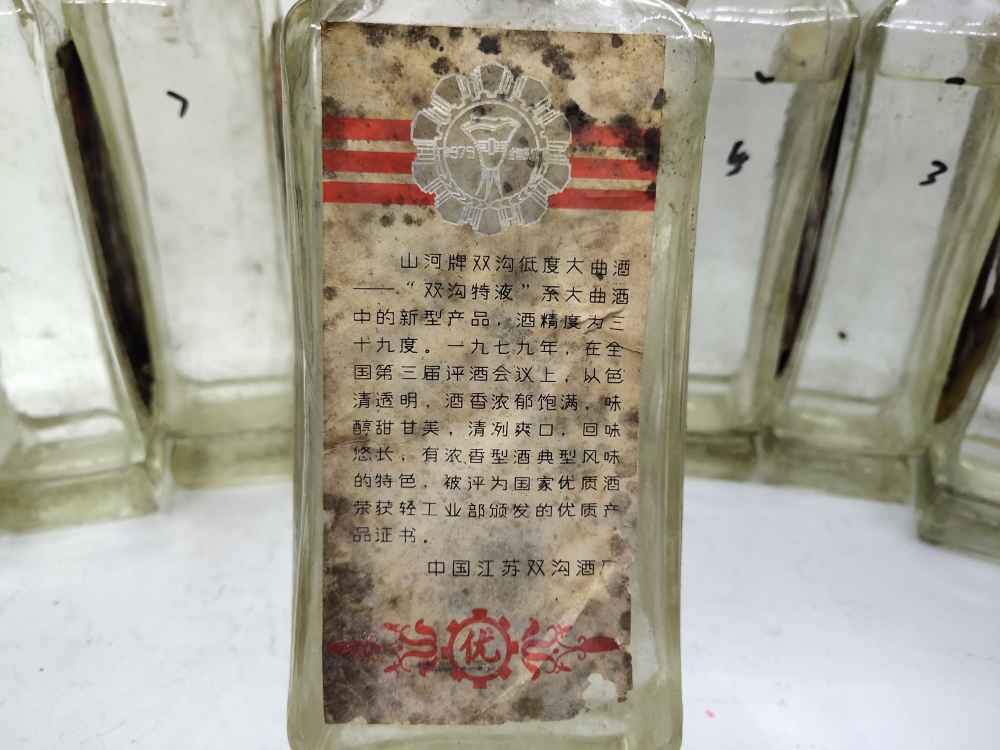 7
4
3
1979
山河牌双沟低度大曲酒
——“双沟特液”系大曲酒
中的新型产品,酒精度为三
十九度。一九七九年,在全
国第三届评酒会议上,以色
清透明,酒香浓郁饱满,味
醇甜甘美,清冽爽口,回味
悠长,有浓香型酒典型风味
的特色,被评为国家优质酒
荣获轻工业部颁发的优质产
品证书。
中国江苏双沟酒厂
优